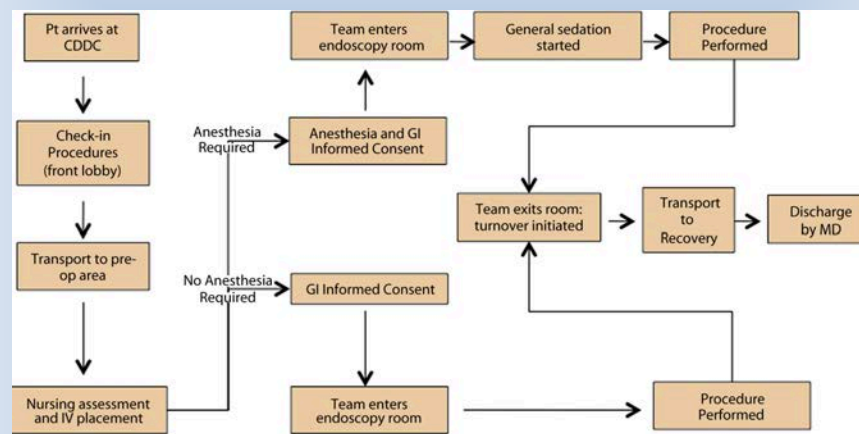 Pt arrives at
CDDC
Check-in
Procedures
(front lobby)
Transport to pre-
op area
Nursing assessment
and IV placement
Anesthesia
Required
Anesthesia and GI
Informed Consent
Team enters
endoscopy room
General sedation
started
Procedure
Performed
No Anesthesia
Required
GI Informed Consent
Team enters
endoscopy room
Procedure
Performed
Team exits room:
turnover initiated
Transport
to
Recovery
Discharge
by MD